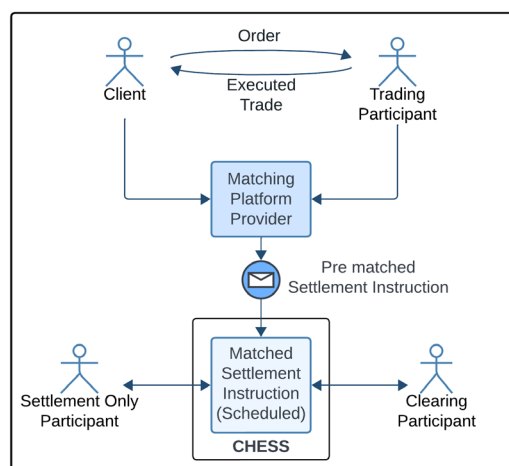 Order
Client
Executed
Trade
Trading
Participant
Matching
Platform
Provider
Pre matched
Settlement Instruction
Matched
Settlement
Instruction
(Scheduled)
Settlement Only
Participant
Clearing
Participant
CHESS